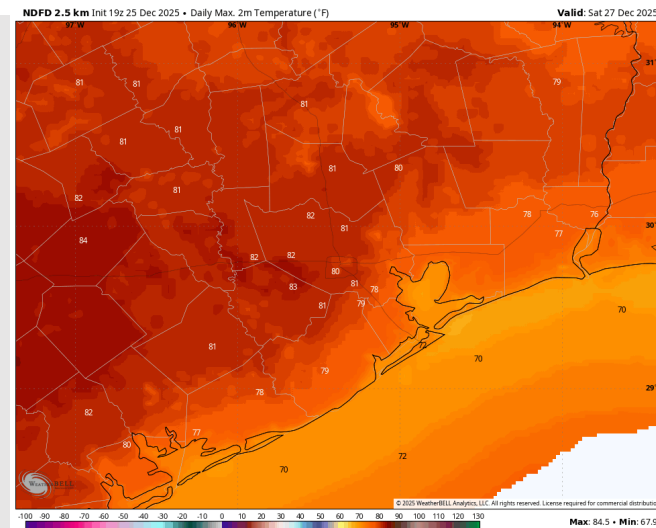 NDFD 2.5 km Init 19z 25 Dec 2025 • Daily Max. 2m Temperature (°F)
Valid: Sat 27 Dec 2025
97°W 96°W 95°W 94°W
31°
81 81 79
81
81 81
81 80
82 81
82 78 76
30°
84 81 77
82 82
80
83 81 78
81 79
70
72
81 70
79
29°
78
82
77
80
72
70
WEATHERBELL
© 2025 WeatherBELL Analytics, LLC. All rights reserved. License required for commercial distributio
-100 -90 -80 -70 -60 -50 -40 -30 -20 -10 0 10 20 30 40 50 60 70 80 90 100 110 120 130
Max: 84.5 • Min: 67.9